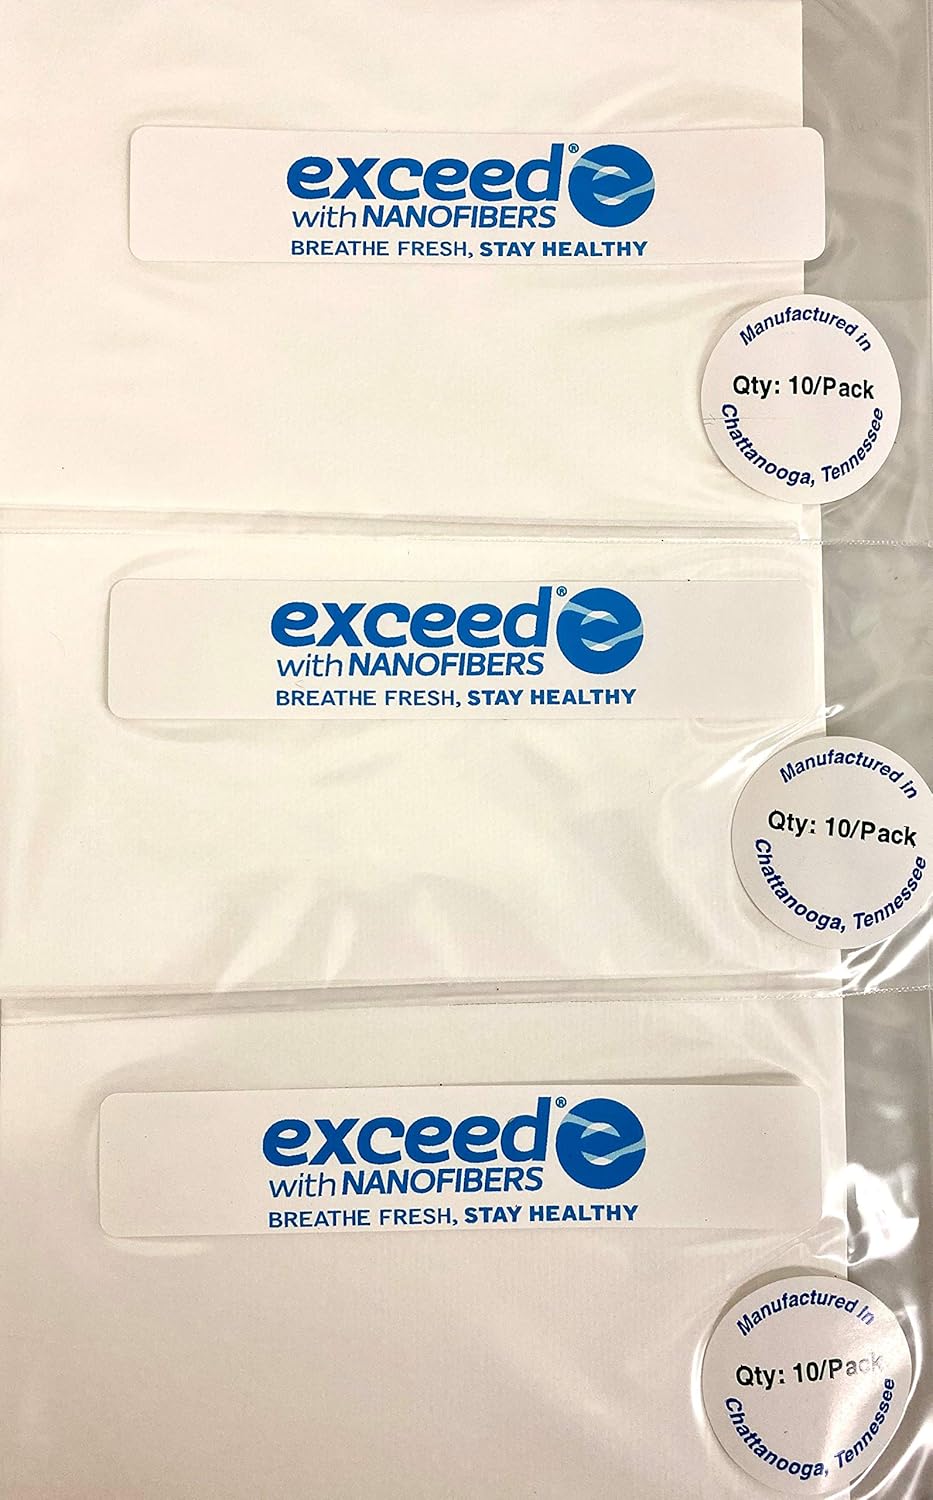 exceed®
with NANOFIBERS
BREATHE FRESH, STAY HEALTHY
Manufactured in
Qty: 10/Pack
Chattanooga, Tennessee
exceed®
with NANOFIBERS
BREATHE FRESH, STAY HEALTHY
Manufactured in
Qty: 10/Pack
Chattanooga, Tennessee
exceed®
with NANOFIBERS
BREATHE FRESH, STAY HEALTHY
Manufactured in
Qty: 10/Pack
Chattanooga, Tennessee